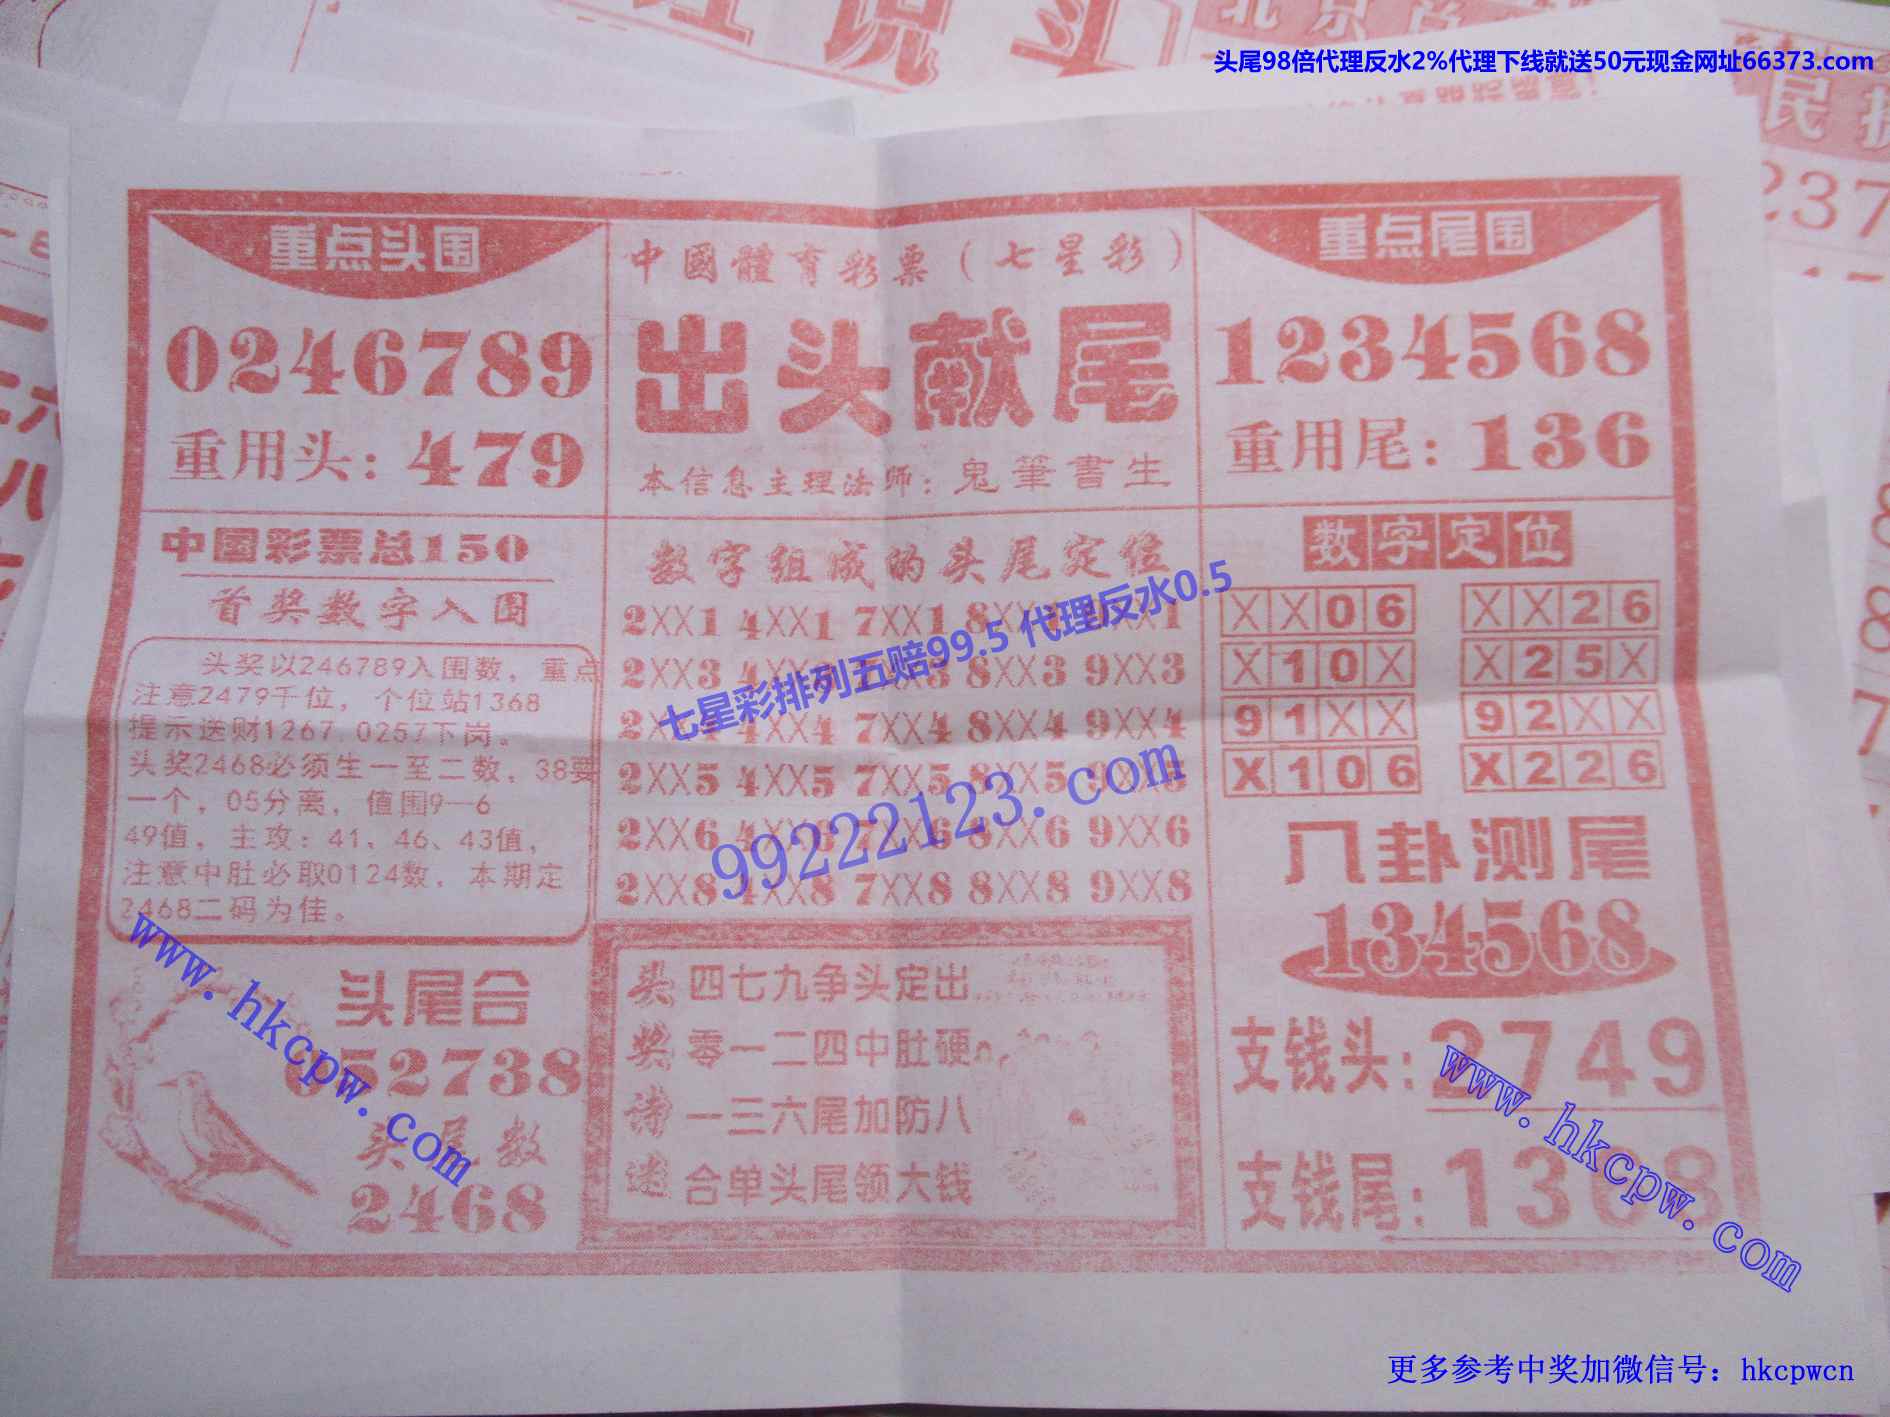 头尾98倍代理反水2%代理下线就送50元现金网址66373.com
237
重点头围
0246789
重用头：479
中國體育彩票（七星彩）
出头献尾
本信息主理法师：鬼筆書生
重点尾围
1234568
重用尾：136
中国彩票总150
首奖数字入围
头奖以246789入围数，重点
注意2479千位，个位站1368
提示送财1267.0257下岗。
头奖2468必须生一至二数，38要
一个，05分离，值围9—6
49值，主攻：41、46、43值，
注意中肚必取0124数，本期定
2468二码为佳。
头尾合
52738
头尾数
2468
数字组成的头尾定位
2XX1 4XX1 7XX1
2XX3 8XX3 9XX3
7XX4 8XX4 9XX4
2XX5 4XX5 7XX5 8XX5
2XX6 8XX6 9XX6
2XX8 4XX8 7XX8 8XX8 9XX8
七星彩排列五赔99.5 代理反水0.5
99222123.com
头奖诗谜
四七九争头定出
零一二四中肚硬
一三六尾加防八
合单头尾领大钱
数字定位
XX06 XX26
X10X X25X
91XX 92XX
X106 X226
八卦测尾
134568
支钱头：2749
支钱尾：1368
www.hkcpw.com
www.hkcpw.com
更多参考中奖加微信号：hkcpwcn